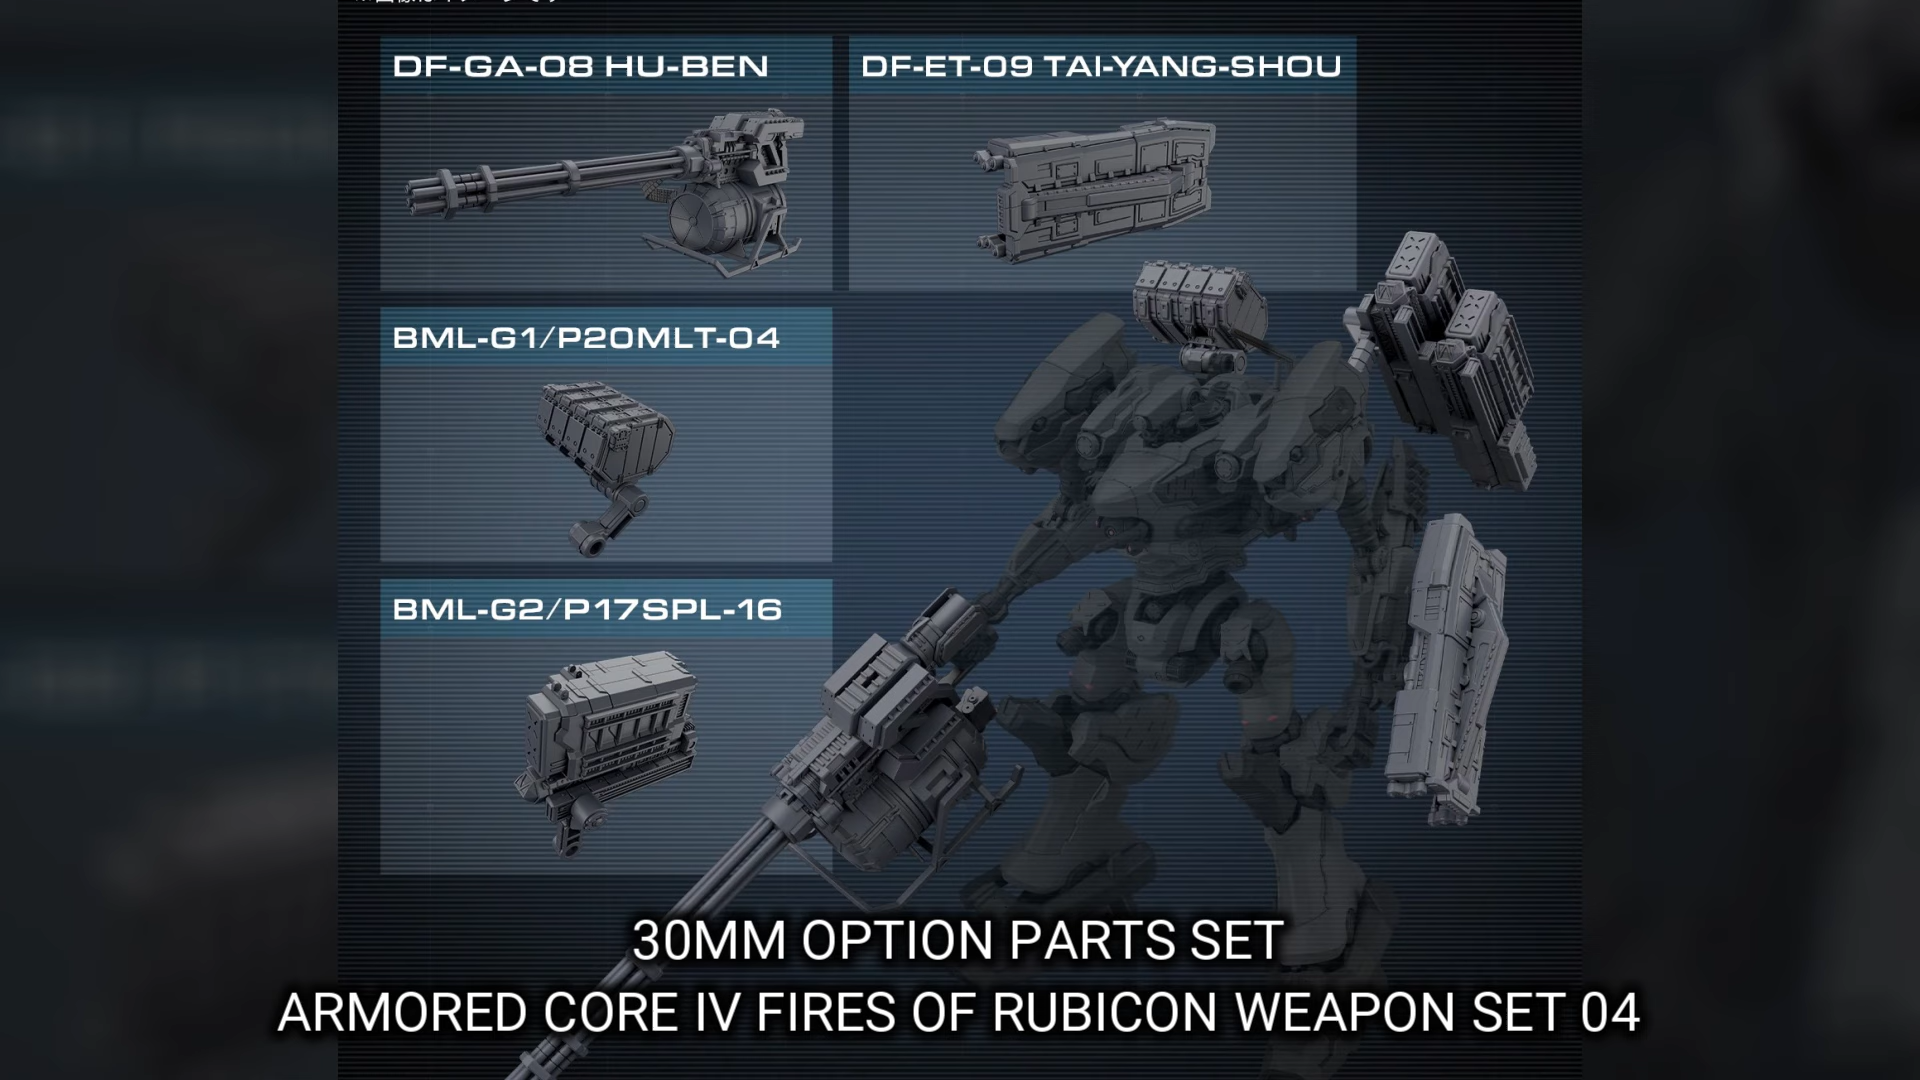 DF-GA-08 HU-BEN
DF-ET-09 TAI-YANG-SHOU
BML-G1/P20MLT-04
BML-G2/P17SPL-16
30MM OPTION PARTS SET
ARMORED CORE IV FIRES OF RUBICON WEAPON SET 04